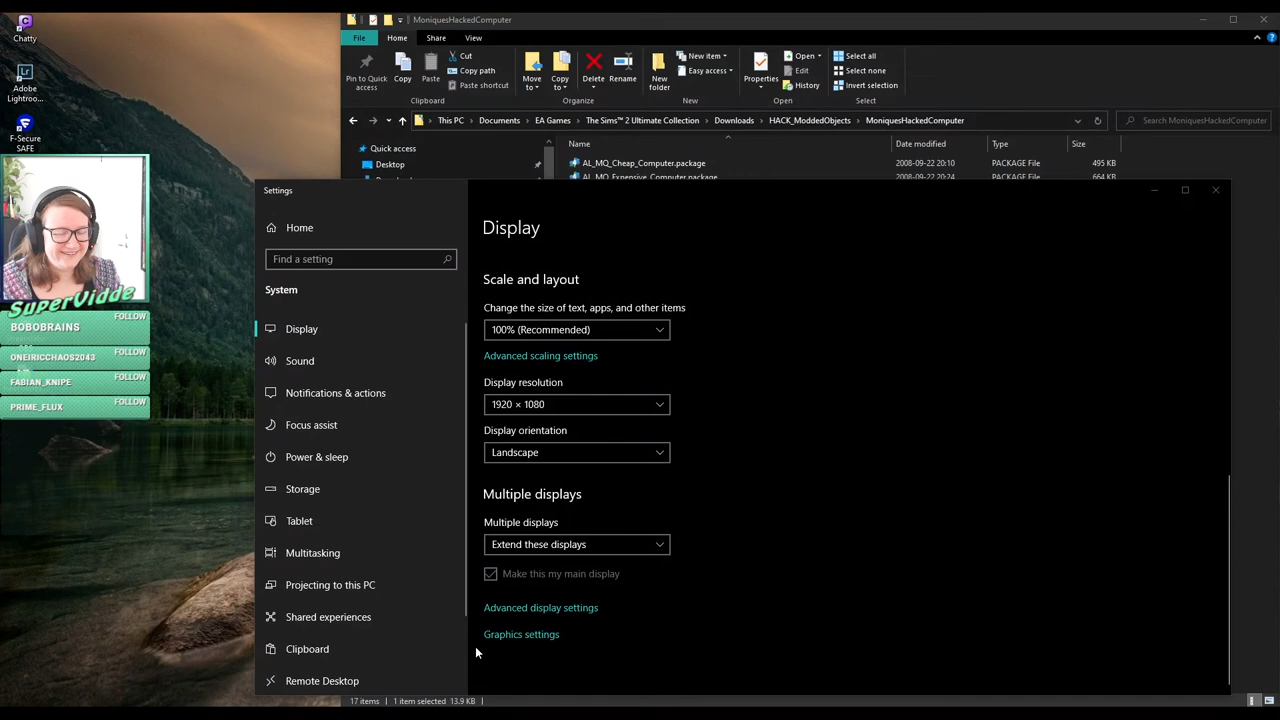 Chatty
Adobe
Lightroo...
F-Secure
SAFE
SuperVidde
FOLLOW
BOBOBRAINS
FOLLOW
ONEIRICCHAOS2043
FOLLOW
FABIAN_KNIPE
FOLLOW
PRIME_FLUX
MoniquesHackedComputer
File Home Share View
Pin to Quick access
Copy
Paste
Cut
Copy path
Paste shortcut
Clipboard
Move to
Copy to
Delete
Rename
Organize
New folder
New item
Easy access
New
Properties
Open
Edit
History
Open
Select all
Select none
Invert selection
Select
This PC > Documents > EA Games > The Sims™ 2 Ultimate Collection > Downloads > HACK_ModdedObjects > MoniquesHackedComputer
Search MoniquesHackedComputer
Quick access
Desktop
Name Date modified Type Size
AL_MQ_Cheap_Computer.package 2008-09-22 20:10 PACKAGE File 495 KB
AL_MQ_Expensive_Computer.package 2008-09-22 20:24 PACKAGE File 664 KB
Settings
Home
Find a setting
System
Display
Sound
Notifications & actions
Focus assist
Power & sleep
Storage
Tablet
Multitasking
Projecting to this PC
Shared experiences
Clipboard
Remote Desktop
Display
Scale and layout
Change the size of text, apps, and other items
100% (Recommended)
Advanced scaling settings
Display resolution
1920 × 1080
Display orientation
Landscape
Multiple displays
Multiple displays
Extend these displays
Make this my main display
Advanced display settings
Graphics settings
17 items 1 item selected 13.9 KB